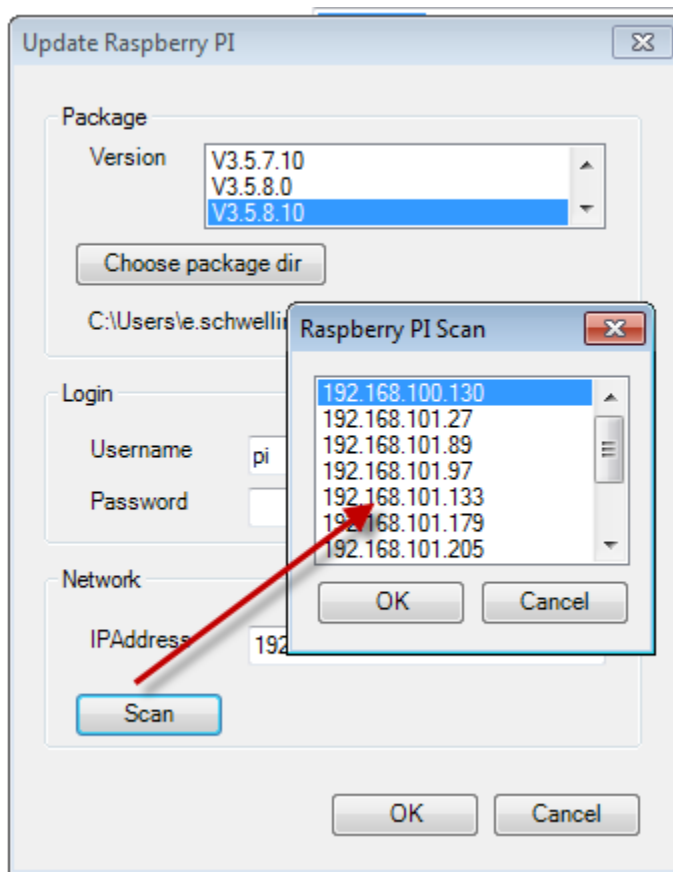 Update Raspberry PI
Package
Version
V3.5.7.10
V3.5.8.0
V3.5.8.10
Choose package dir
C:\Users\e.schwelli
Login
Username
pi
Password
Network
IPAddress
192
Scan
OK
Cancel
Raspberry PI Scan
192.168.100.130
192.168.101.27
192.168.101.89
192.168.101.97
192.168.101.133
192.168.101.179
192.168.101.205
OK
Cancel